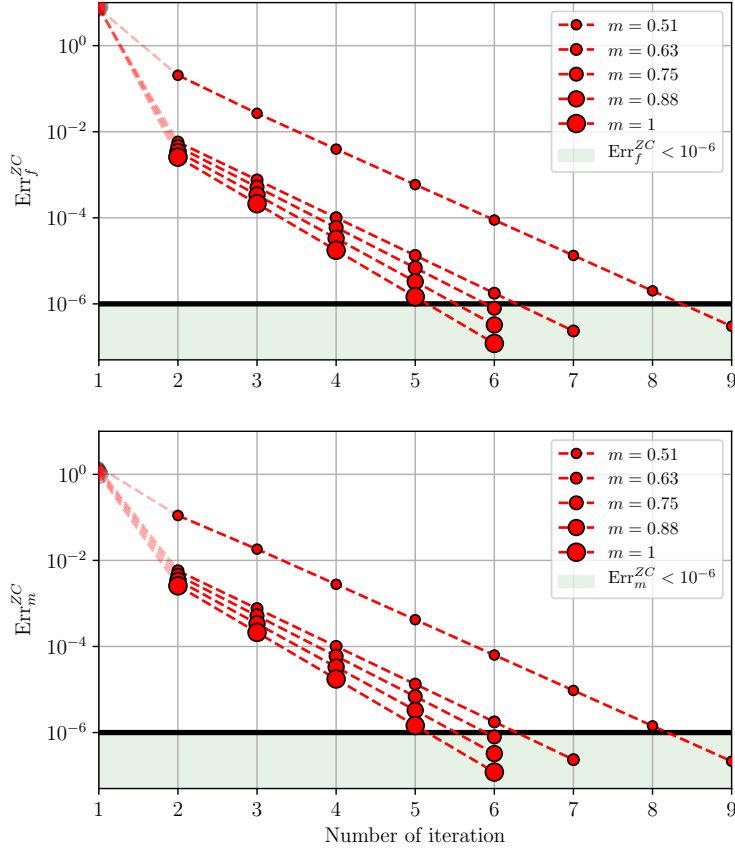 10^0
10^{-2}
10^{-4}
10^{-6}
Err_f^{ZC}
m = 0.51
m = 0.63
m = 0.75
m = 0.88
m = 1
Err_f^{ZC} < 10^{-6}
1 2 3 4 5 6 7 8 9
10^0
10^{-2}
10^{-4}
10^{-6}
Err_m^{ZC}
m = 0.51
m = 0.63
m = 0.75
m = 0.88
m = 1
Err_m^{ZC} < 10^{-6}
1 2 3 4 5 6 7 8 9
Number of iteration